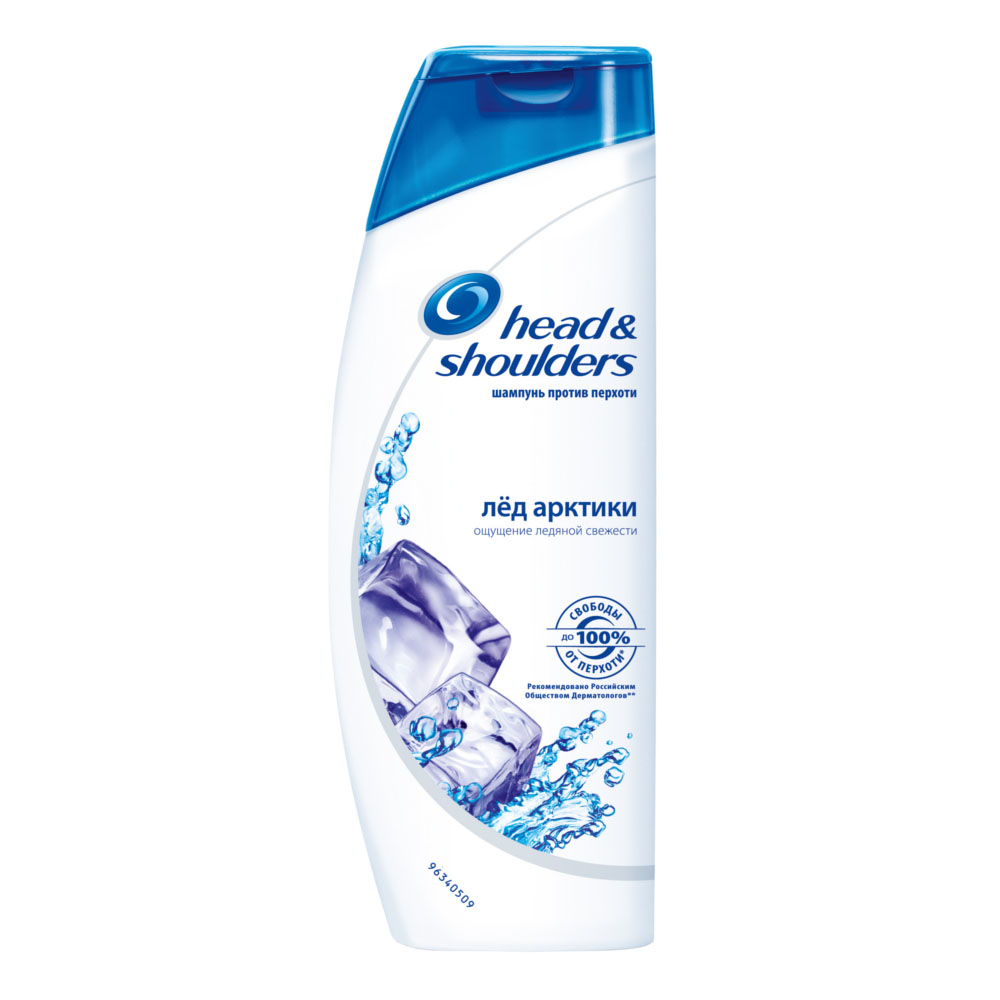 head &
shoulders
шампунь против перхоти
лёд арктики
ощущение ледяной свежести
СВОБОДЫ
ДО 100%
ОТ ПЕРХОТИ*
Рекомендовано Российским
Обществом Дерматологов**
96340509